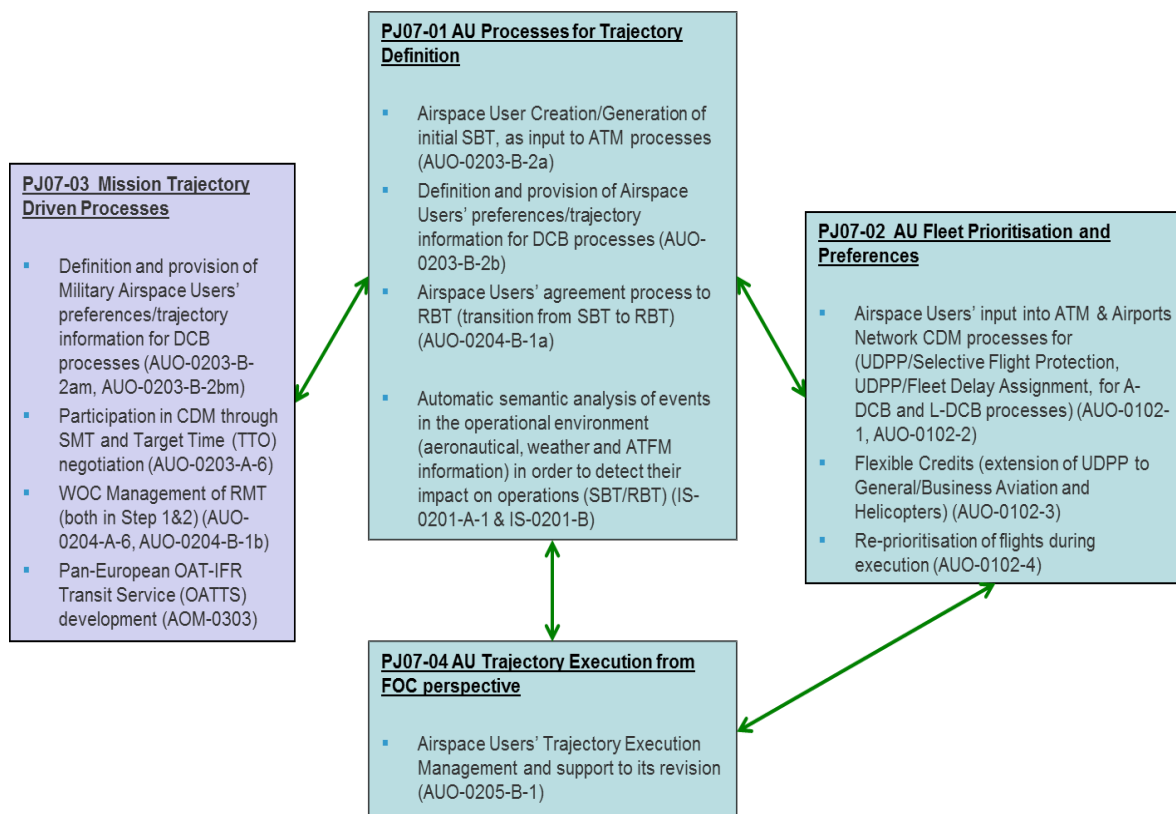 PJ07-01 AU Processes for Trajectory
Definition
▪ Airspace User Creation/Generation of
initial SBT, as input to ATM processes
(AUO-0203-B-2a)
▪ Definition and provision of Airspace
Users’ preferences/trajectory
information for DCB processes (AUO-
0203-B-2b)
▪ Airspace Users’ agreement process to
RBT (transition from SBT to RBT)
(AUO-0204-B-1a)
▪ Automatic semantic analysis of events
in the operational environment
(aeronautical, weather and ATFM
information) in order to detect their
impact on operations (SBT/RBT) (IS-
0201-A-1 & IS-0201-B)
PJ07-03 Mission Trajectory
Driven Processes
▪ Definition and provision of
Military Airspace Users’
preferences/trajectory
information for DCB
processes (AUO-0203-B-
2am, AUO-0203-B-2bm)
▪ Participation in CDM through
SMT and Target Time (TTO)
negotiation (AUO-0203-A-6)
▪ WOC Management of RMT
(both in Step 1&2) (AUO-
0204-A-6, AUO-0204-B-1b)
▪ Pan-European OAT-IFR
Transit Service (OATTS)
development (AOM-0303)
PJ07-02 AU Fleet Prioritisation and
Preferences
▪ Airspace Users’ input into ATM & Airports
Network CDM processes for
(UDPP/Selective Flight Protection,
UDPP/Fleet Delay Assignment, for A-
DCB and L-DCB processes) (AUO-0102-
1, AUO-0102-2)
▪ Flexible Credits (extension of UDPP to
General/Business Aviation and
Helicopters) (AUO-0102-3)
▪ Re-prioritisation of flights during
execution (AUO-0102-4)
PJ07-04 AU Trajectory Execution from
FOC perspective
▪ Airspace Users’ Trajectory Execution
Management and support to its revision
(AUO-0205-B-1)